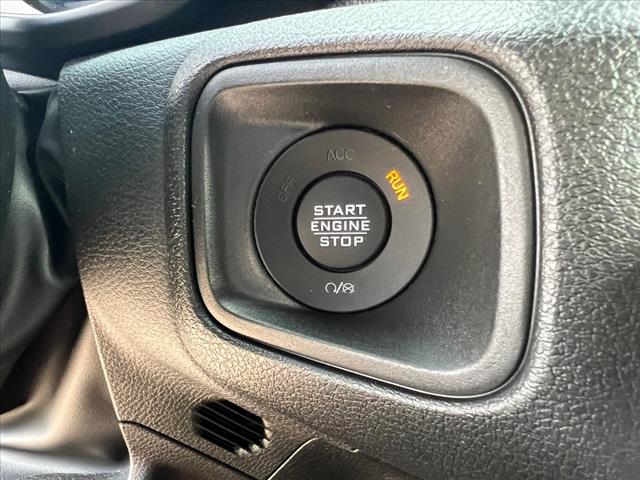 OFF
ACC
RUN
START
ENGINE
STOP